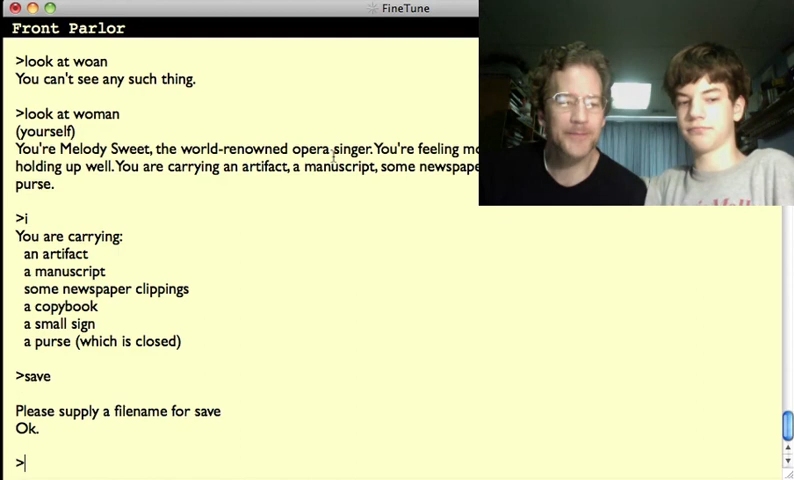 FineTune
Front Parlor
>look at woan
You can't see any such thing.
>look at woman
(yourself)
You're Melody Sweet, the world-renowned opera singer. You're feeling
holding up well. You are carrying an artifact, a manuscript, some
purse.
>i
You are carrying:
an artifact
a manuscript
some newspaper clippings
a copybook
a small sign
a purse (which is closed)
>save
Please supply a filename for save
Ok.
>